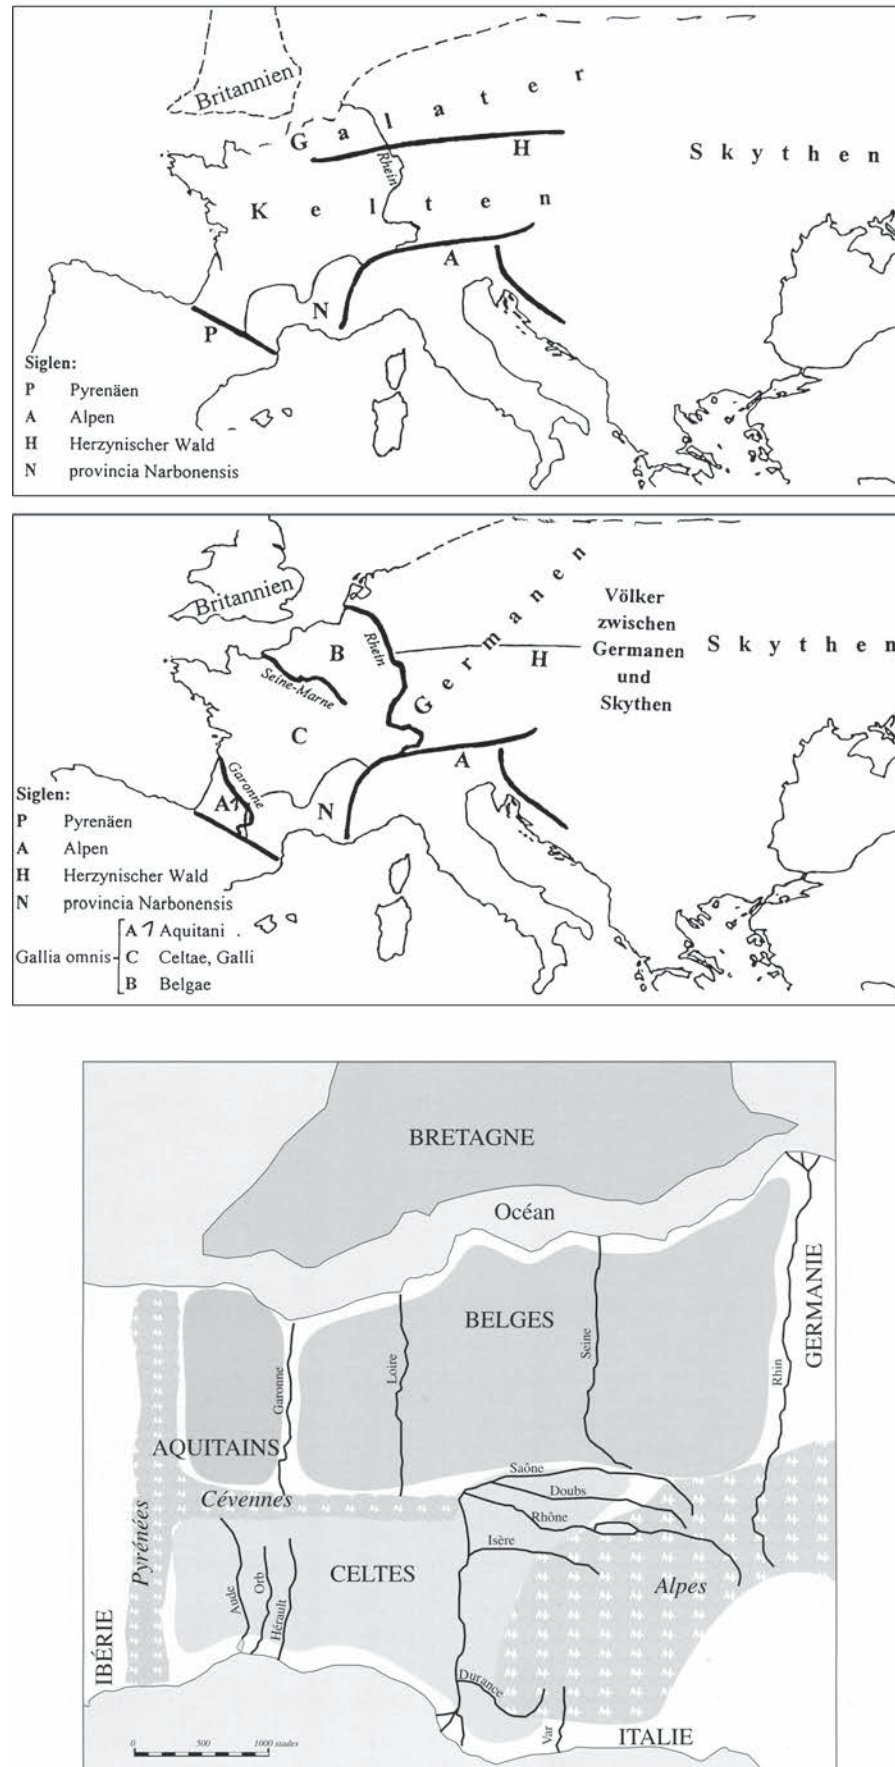 Britannien
G a l a t e r
H
Rhein
S k y t h e n
K e l t e n
A
N
P
Siglen:
P Pyrenäen
A Alpen
H Herzynischer Wald
N provincia Narbonensis
Britannien
B
Rhein
G e r m a n e n
H
Völker
zwischen
Germanen
und
Skythen
S k y t h e n
Seine-Marne
C
A
Garonne
A1
N
Siglen:
P Pyrenäen
A Alpen
H Herzynischer Wald
N provincia Narbonensis
Gallia omnis
A 1 Aquitani .
C Celtae, Galli
B Belgae
BRETAGNE
Océan
GERMANIE
BELGES
Seine
Loire
Garonne
Rhin
AQUITAINS
Saône
Cévennes
Doubs
Rhône
Pyrénées
Isère
CELTES
Alpes
Aude
Orb
Hérault
IBÉRIE
Durance
Var
ITALIE
0 500 1000 stades